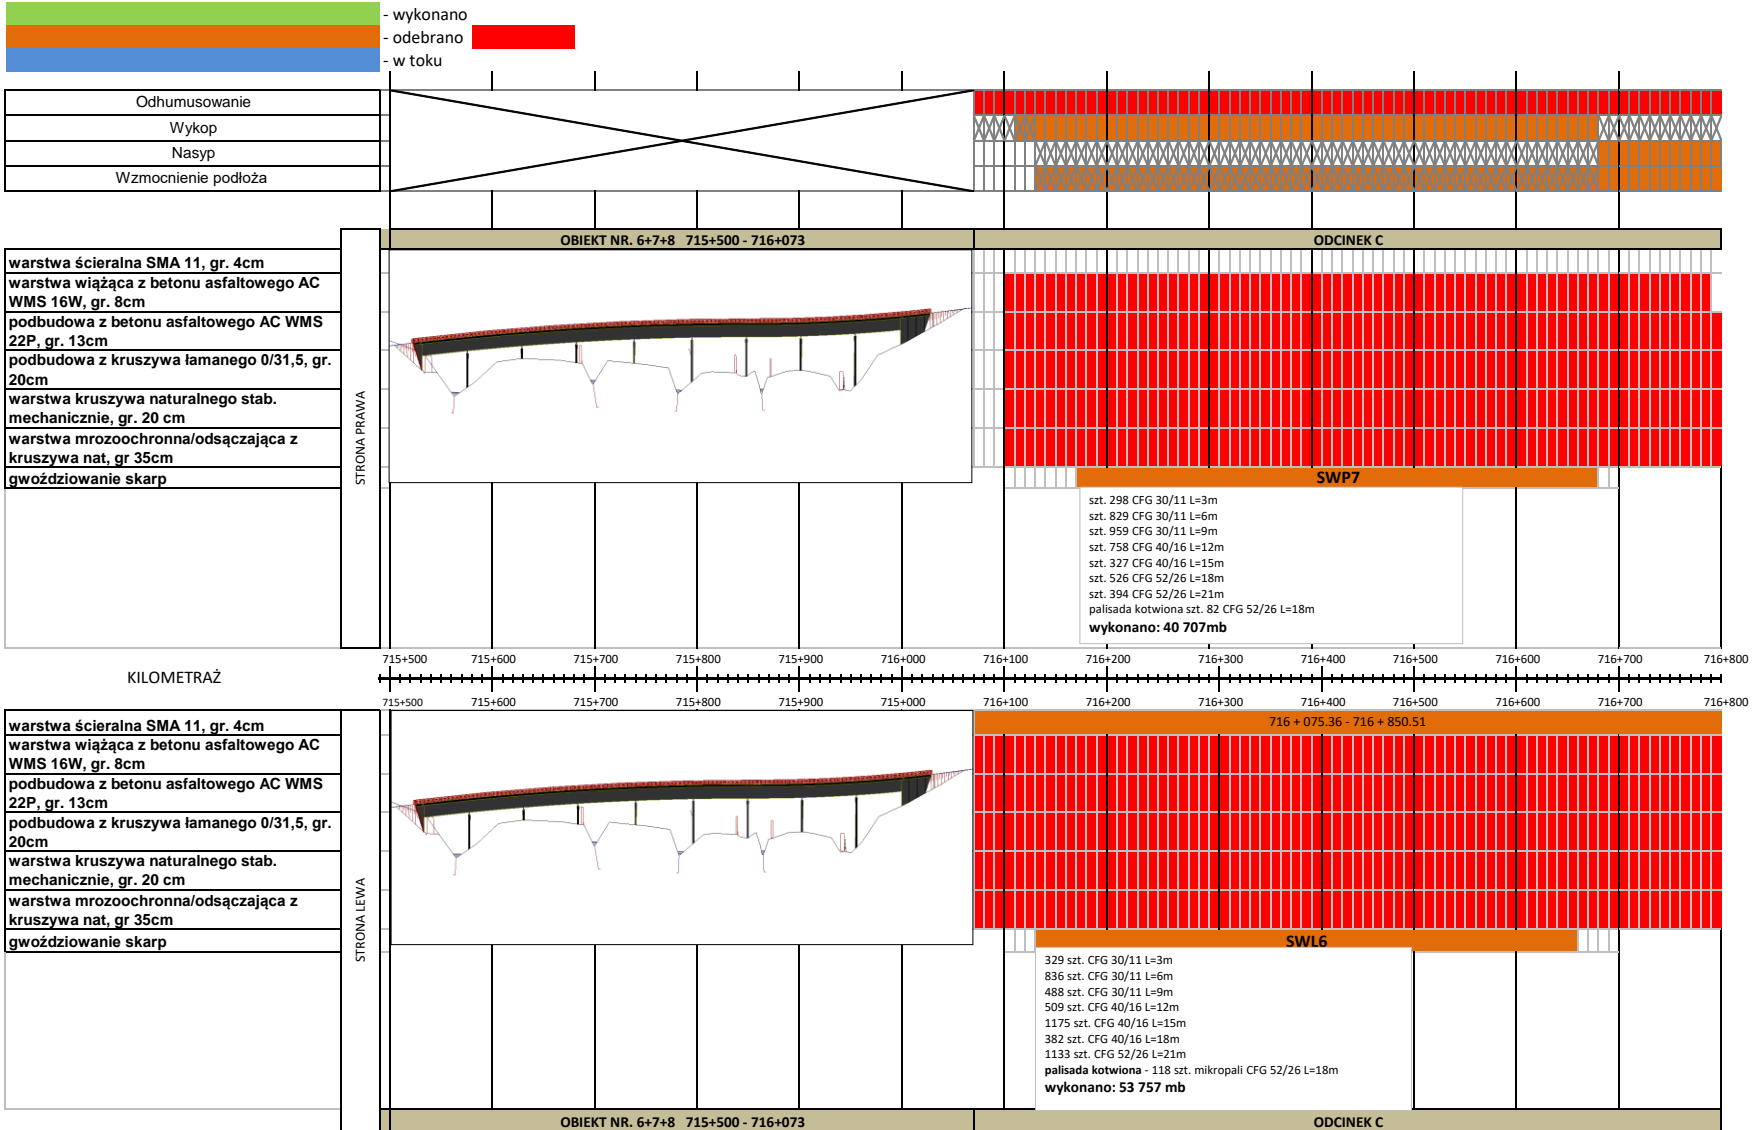 - wykonano
- odebrano
- w toku
Odhumusowanie
Wykop
Nasyp
Wzmocnienie podłoża
OBIEKT NR. 6+7+8 715+500 - 716+073
ODCINEK C
warstwa ścieralna SMA 11, gr. 4cm
warstwa wiążąca z betonu asfaltowego AC
WMS 16W, gr. 8cm
podbudowa z betonu asfaltowego AC WMS
22P, gr. 13cm
podbudowa z kruszywa łamanego 0/31,5, gr.
20cm
warstwa kruszywa naturalnego stab.
mechanicznie, gr. 20 cm
warstwa mrozoochronna/odsączająca z
kruszywa nat, gr 35cm
gwoździowanie skarp
STRONA PRAWA
SWP7
szt. 298 CFG 30/11 L=3m
szt. 829 CFG 30/11 L=6m
szt. 959 CFG 30/11 L=9m
szt. 758 CFG 40/16 L=12m
szt. 327 CFG 40/16 L=15m
szt. 526 CFG 52/26 L=18m
szt. 394 CFG 52/26 L=21m
palisada kotwiona szt. 82 CFG 52/26 L=18m
wykonano: 40 707mb
715+500 715+600 715+700 715+800 715+900 716+000 716+100 716+200 716+300 716+400 716+500 716+600 716+700 716+800
KILOMETRAŻ
715+500 715+600 715+700 715+800 715+900 715+000 716+100 716+200 716+300 716+400 716+500 716+600 716+700 716+800
warstwa ścieralna SMA 11, gr. 4cm
716 + 075.36 - 716 + 850.51
warstwa wiążąca z betonu asfaltowego AC
WMS 16W, gr. 8cm
podbudowa z betonu asfaltowego AC WMS
22P, gr. 13cm
podbudowa z kruszywa łamanego 0/31,5, gr.
20cm
warstwa kruszywa naturalnego stab.
mechanicznie, gr. 20 cm
warstwa mrozoochronna/odsączająca z
kruszywa nat, gr 35cm
gwoździowanie skarp
STRONA LEWA
SWL6
329 szt. CFG 30/11 L=3m
836 szt. CFG 30/11 L=6m
488 szt. CFG 30/11 L=9m
509 szt. CFG 40/16 L=12m
1175 szt. CFG 40/16 L=15m
382 szt. CFG 40/16 L=18m
1133 szt. CFG 52/26 L=21m
palisada kotwiona - 118 szt. mikropali CFG 52/26 L=18m
wykonano: 53 757 mb
OBIEKT NR. 6+7+8 715+500 - 716+073
ODCINEK C